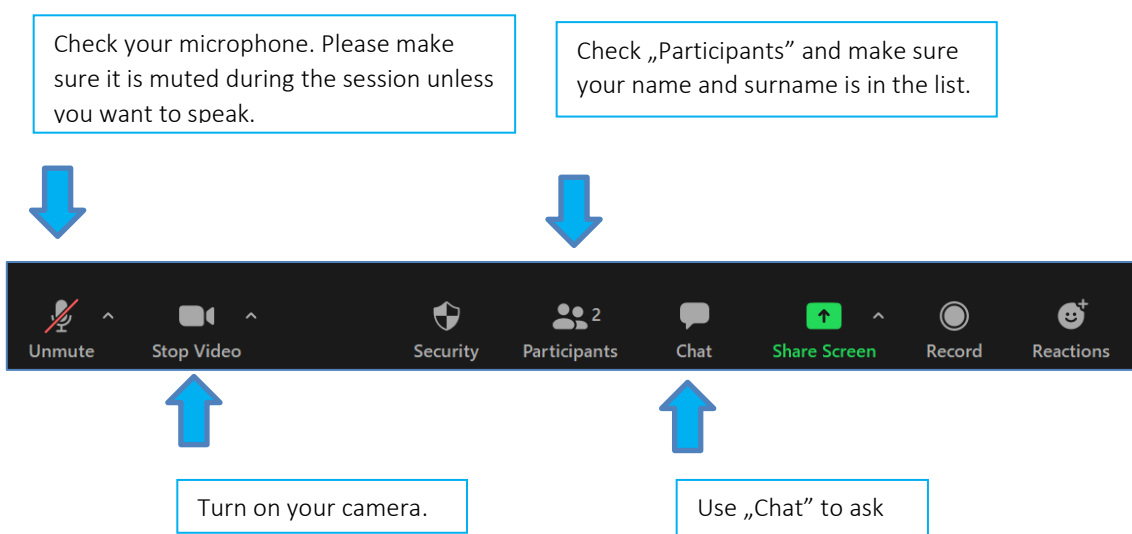 Check your microphone. Please make
sure it is muted during the session unless
you want to speak.
Check „Participants” and make sure
your name and surname is in the list.
2
Unmute
Stop Video
Security
Participants
Chat
Share Screen
Record
Reactions
Turn on your camera.
Use „Chat” to ask